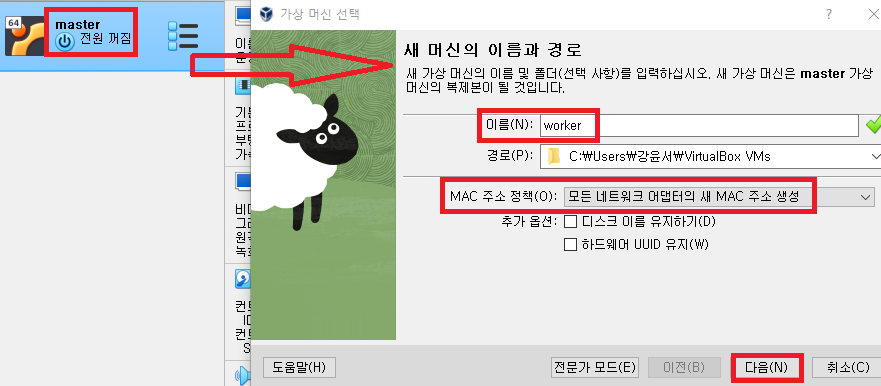 64
master
전원 꺼짐
가상 머신 선택
?
새 머신의 이름과 경로
새 가상 머신의 이름 및 폴더(선택 사항)를 입력하십시오. 새 가상 머신은 master 가상
머신의 복제본이 될 것입니다.
이름(N): worker
경로(P): C:₩Users₩강윤서₩VirtualBox VMs
MAC 주소 정책(O): 모든 네트워크 어댑터의 새 MAC 주소 생성
추가 옵션: 디스크 이름 유지하기(D)
하드웨어 UUID 유지(W)
도움말(H) 전문가 모드(E) 이전(B) 다음(N) 취소(C)